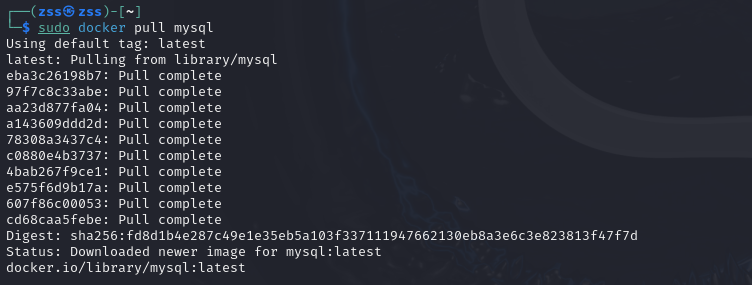 ┌──(zss㉿zss)-[~]
└─$ sudo docker pull mysql
Using default tag: latest
latest: Pulling from library/mysql
eba3c26198b7: Pull complete
97f7c8c33abe: Pull complete
aa23d877fa04: Pull complete
a143609ddd2d: Pull complete
78308a3437c4: Pull complete
c0880e4b3737: Pull complete
4bab267f9ce1: Pull complete
e575f6d9b17a: Pull complete
607f86c00053: Pull complete
cd68caa5febe: Pull complete
Digest: sha256:fd8d1b4e287c49e1e35eb5a103f337111947662130eb8a3e6c3e823813f47f7d
Status: Downloaded newer image for mysql:latest
docker.io/library/mysql:latest